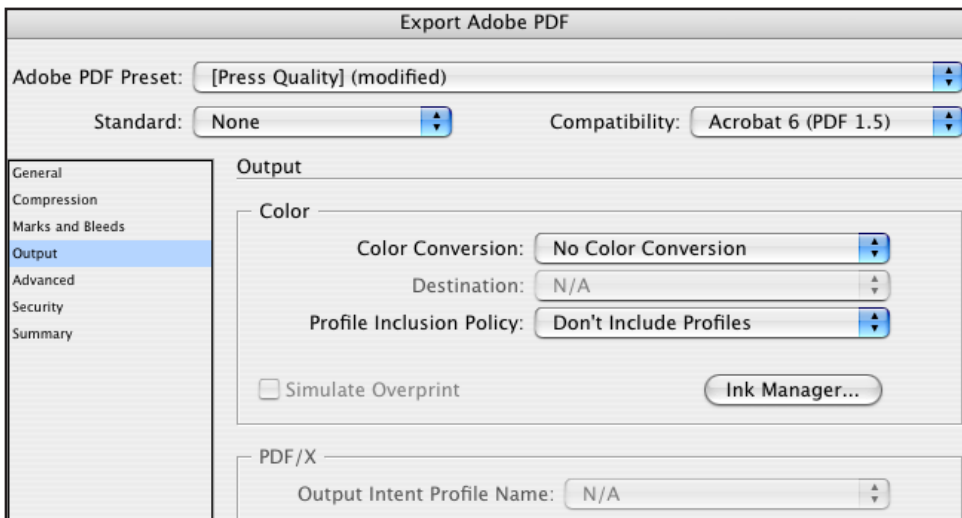 Export Adobe PDF
Adobe PDF Preset: [Press Quality] (modified)
Standard: None Compatibility: Acrobat 6 (PDF 1.5)
General
Compression
Marks and Bleeds
Output
Advanced
Security
Summary
Output
Color
Color Conversion: No Color Conversion
Destination: N/A
Profile Inclusion Policy: Don't Include Profiles
Simulate Overprint Ink Manager...
PDF/X
Output Intent Profile Name: N/A